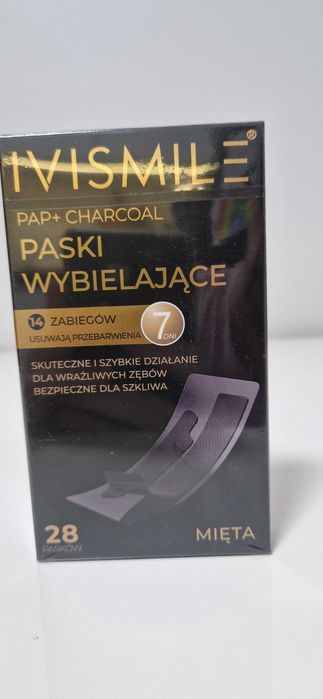 IVISMILE®
PAP+ CHARCOAL
PASKI
WYBIELAJĄCE
14 ZABIEGÓW
USUWAJĄ PRZEBARWIENIA
7 DNI
SKUTECZNE I SZYBKIE DZIAŁANIE
DLA WRAŻLIWYCH ZĘBÓW
BEZPIECZNE DLA SZKLIWA
28
PASKÓW
MIĘTA